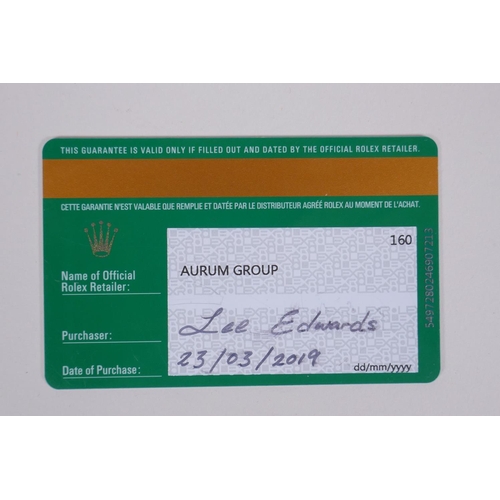 THIS GUARANTEE IS VALID ONLY IF FILLED OUT AND DATED BY THE OFFICIAL ROLEX RETAILER.
CETTE GARANTIE N'EST VALABLE QUE REMPLIE ET DATÉE PAR LE DISTRIBUTEUR AGRÉÉ ROLEX AU MOMENT DE L'ACHAT.
160
Name of Official
Rolex Retailer:
AURUM GROUP
Purchaser:
Lee Edwards
Date of Purchase:
23/03/2019
dd/mm/yyyy
5497280246907213